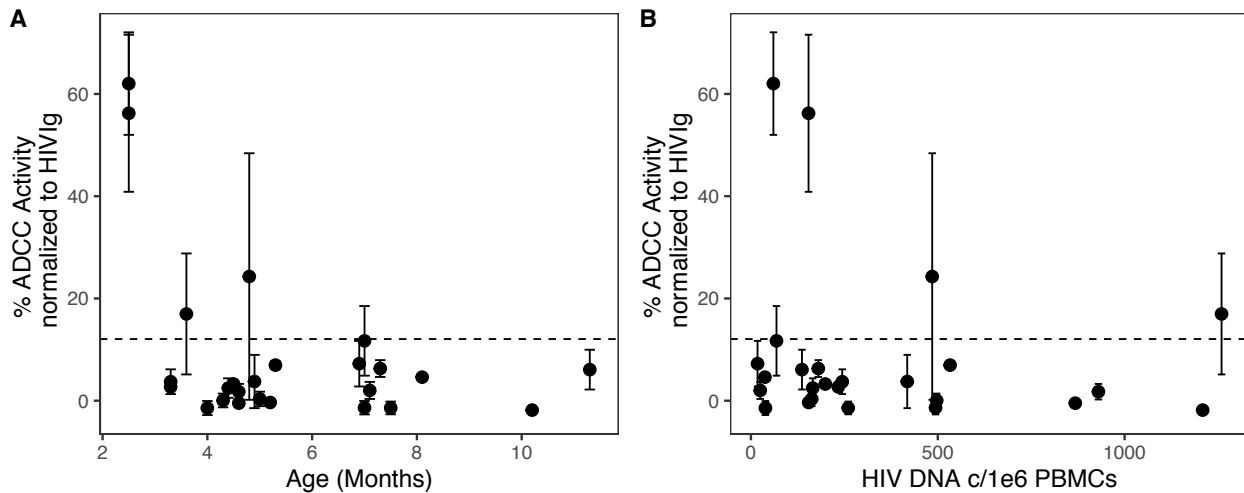 A
% ADCC Activity
normalized to HIVIg
60
40
20
0
2 4 6 8 10
Age (Months)
B
% ADCC Activity
normalized to HIVIg
60
40
20
0
0 500 1000
HIV DNA c/1e6 PBMCs